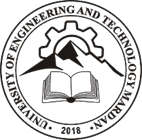 UNIVERSITY OF ENGINEERING AND TECHNOLOGY MARDAN
· 2018 ·